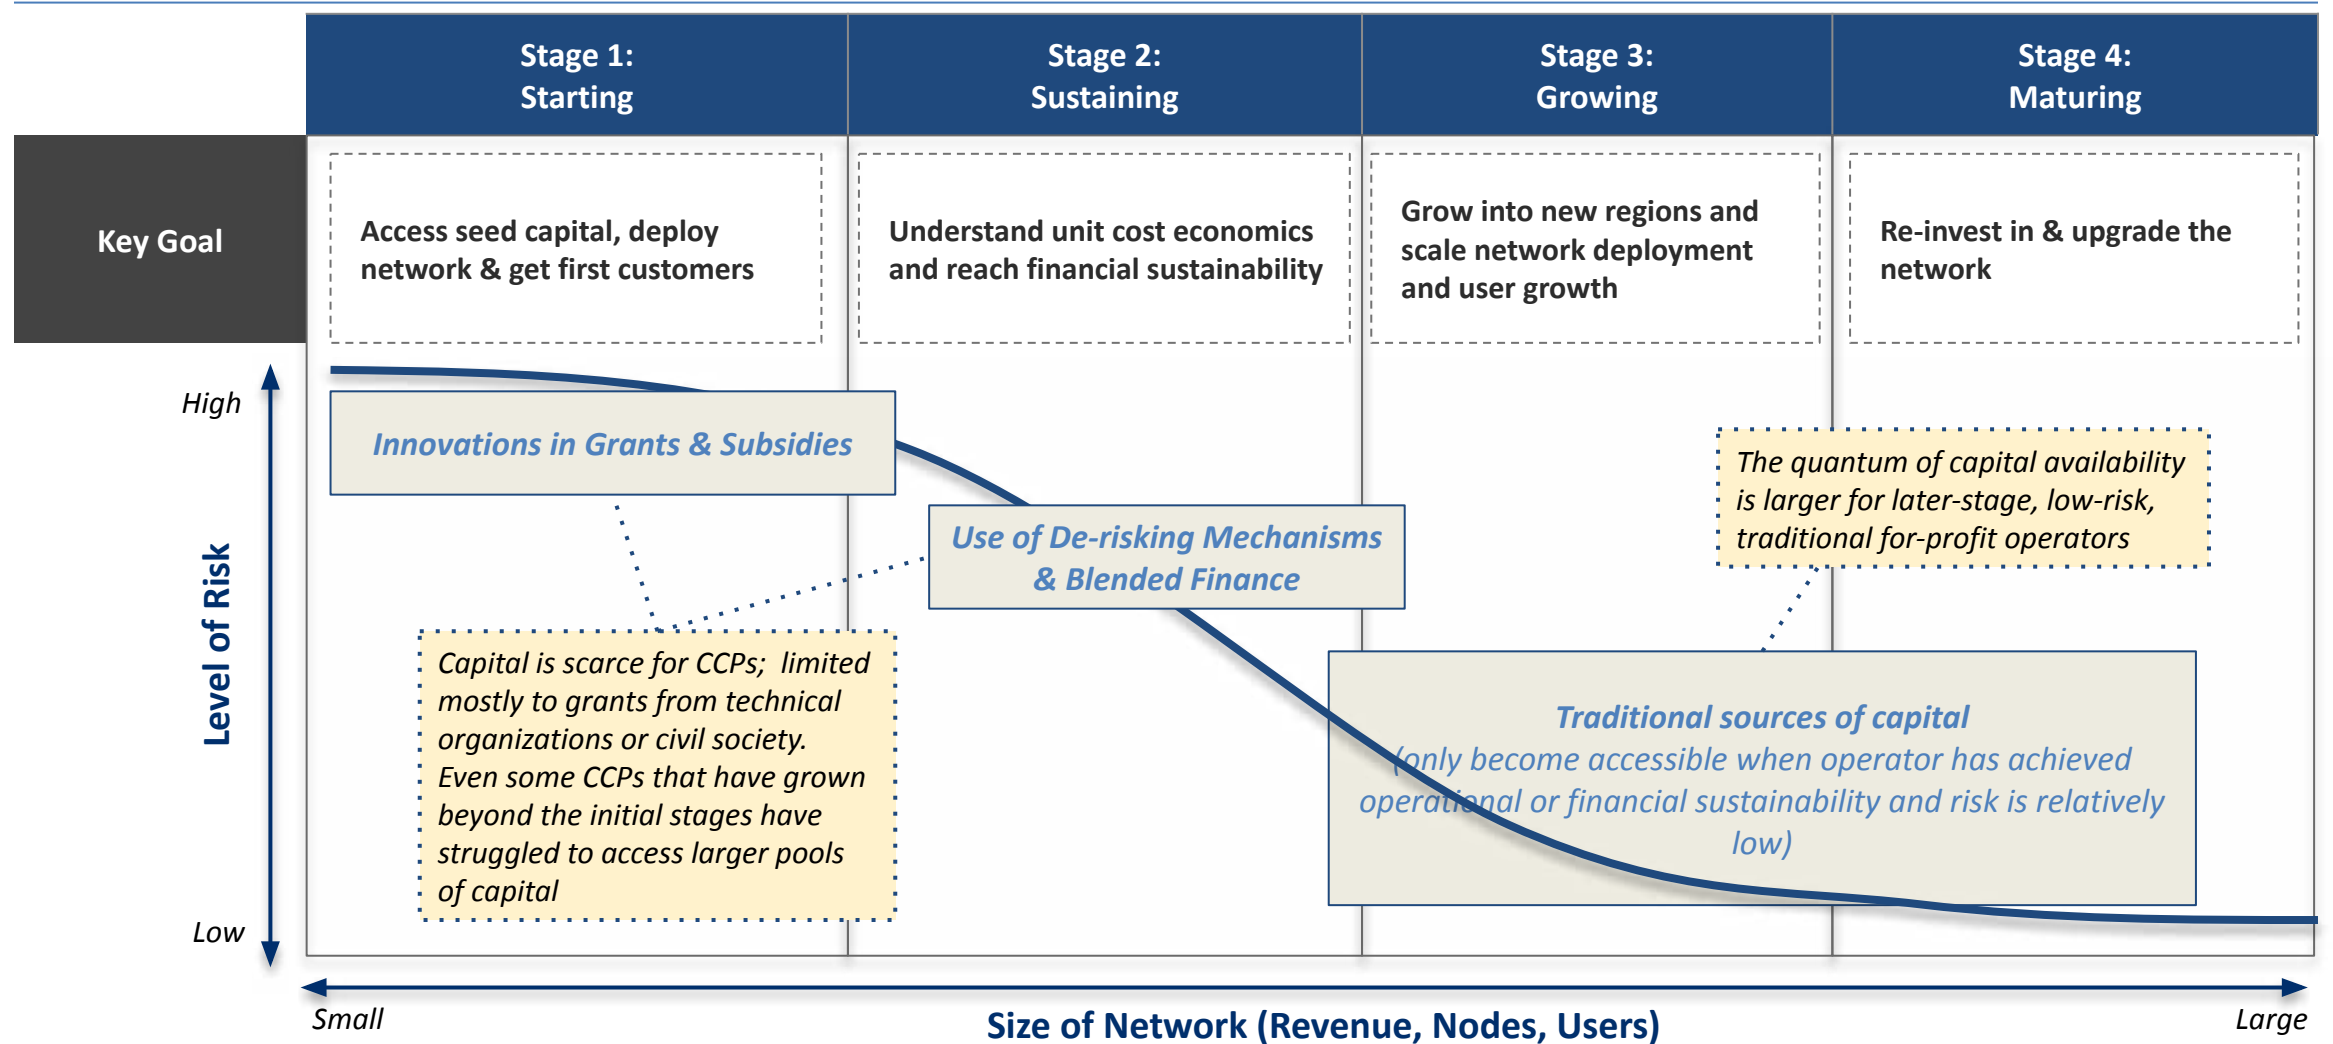 Stage 1:
Starting
Stage 2:
Sustaining
Stage 3:
Growing
Stage 4:
Maturing
Key Goal
Access seed capital, deploy
network & get first customers
Understand unit cost economics
and reach financial sustainability
Grow into new regions and
scale network deployment
and user growth
Re-invest in & upgrade the
network
High
Level of Risk
Low
Innovations in Grants & Subsidies
Use of De-risking Mechanisms
& Blended Finance
The quantum of capital availability
is larger for later-stage, low-risk,
traditional for-profit operators
Capital is scarce for CCPs;  limited
mostly to grants from technical
organizations or civil society.
Even some CCPs that have grown
beyond the initial stages have
struggled to access larger pools
of capital
Traditional sources of capital
(only become accessible when operator has achieved
operational or financial sustainability and risk is relatively
low)
Small
Size of Network (Revenue, Nodes, Users)
Large